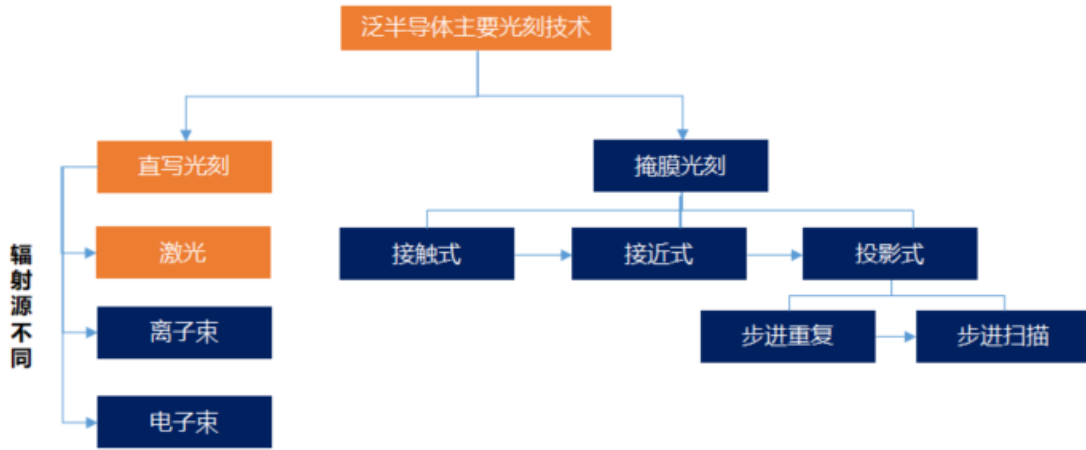 泛半导体主要光刻技术
直写光刻
掩膜光刻
激光
接触式
接近式
投影式
辐射源不同
离子束
步进重复
步进扫描
电子束